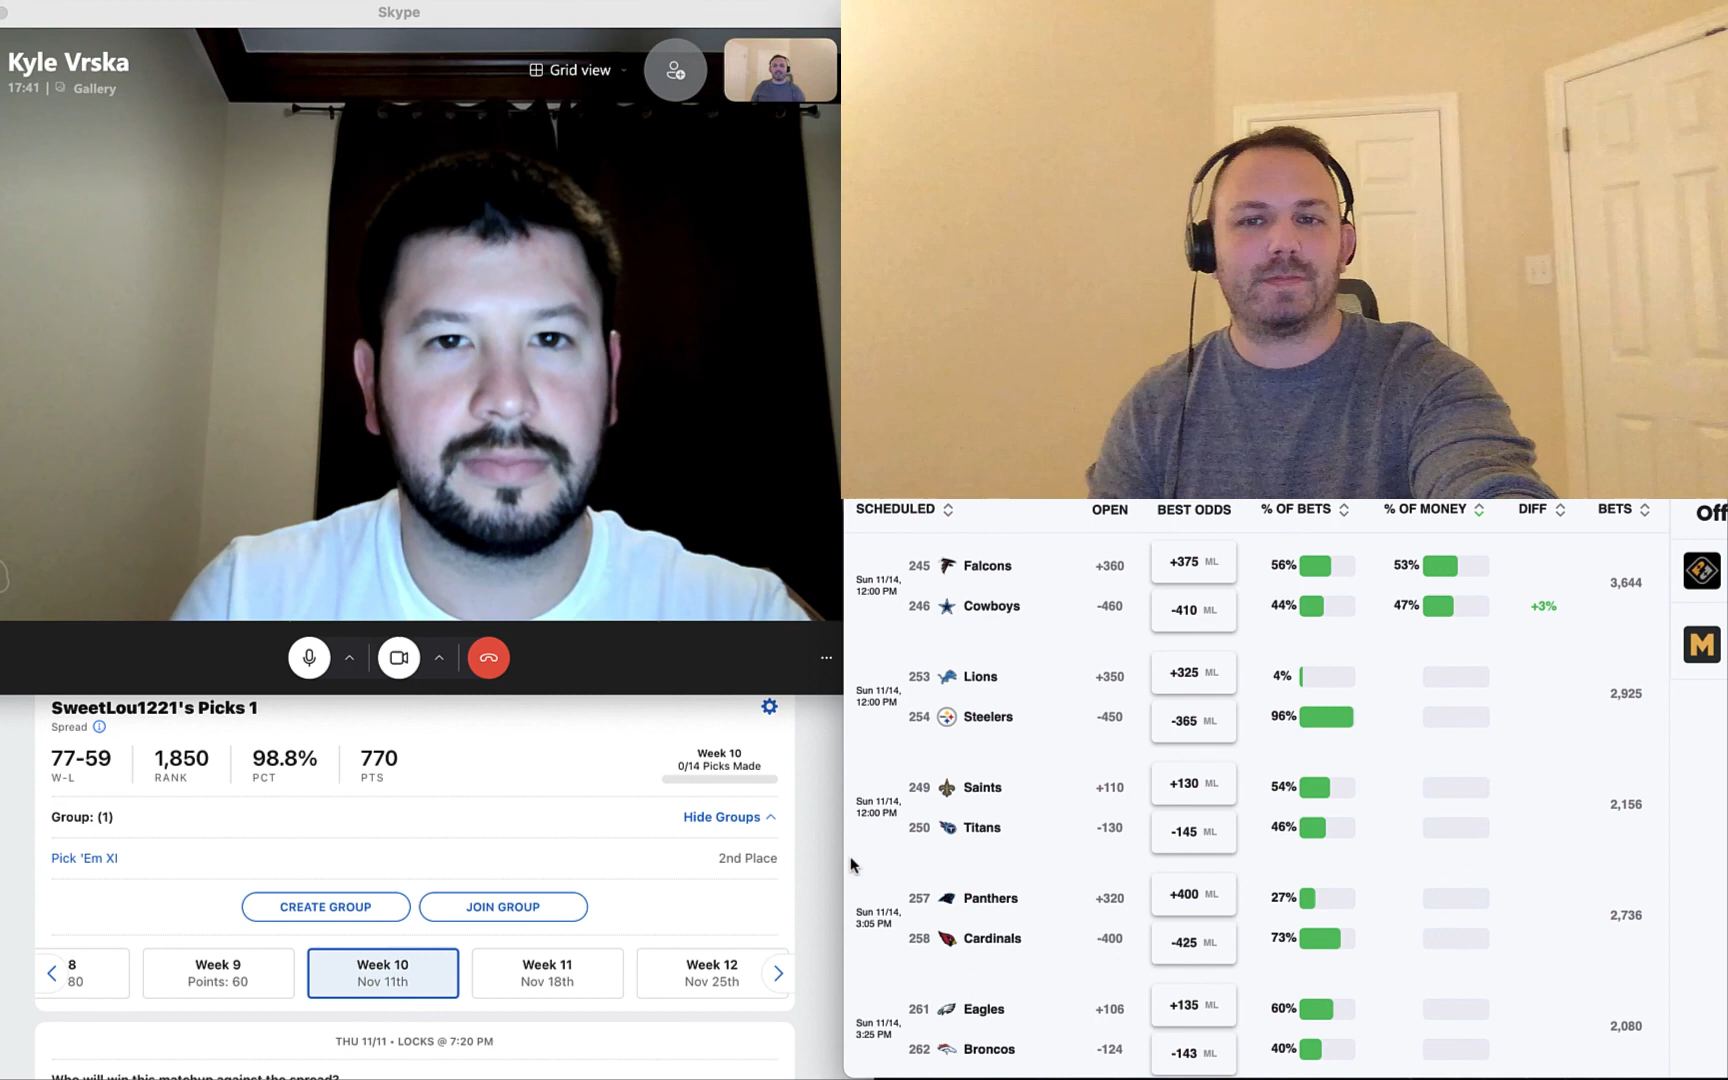 Skype
Kyle Vrska
17:41 | Gallery
Grid view
SweetLou1221's Picks 1
Spread
77-59
W-L
1,850
RANK
98.8%
PCT
770
PTS
Week 10
0/14 Picks Made
Group: (1)
Hide Groups
Pick 'Em XI
2nd Place
CREATE GROUP
JOIN GROUP
8
80
Week 9
Points: 60
Week 10
Nov 11th
Week 11
Nov 18th
Week 12
Nov 25th
THU 11/11 • LOCKS @ 7:20 PM
Who will win this matchup against the spread?
SCHEDULED OPEN BEST ODDS % OF BETS % OF MONEY DIFF BETS Off
Sun 11/14, 12:00 PM
245 Falcons +360 +375 ML 56% 53%
3,644
246 Cowboys -460 -410 ML 44% 47% +3%
Sun 11/14, 12:00 PM
253 Lions +350 +325 ML 4%
2,925
254 Steelers -450 -365 ML 96%
Sun 11/14, 12:00 PM
249 Saints +110 +130 ML 54%
2,156
250 Titans -130 -145 ML 46%
Sun 11/14, 3:05 PM
257 Panthers +320 +400 ML 27%
2,736
258 Cardinals -400 -425 ML 73%
Sun 11/14, 3:25 PM
261 Eagles +106 +135 ML 60%
2,080
262 Broncos -124 -143 ML 40%
M